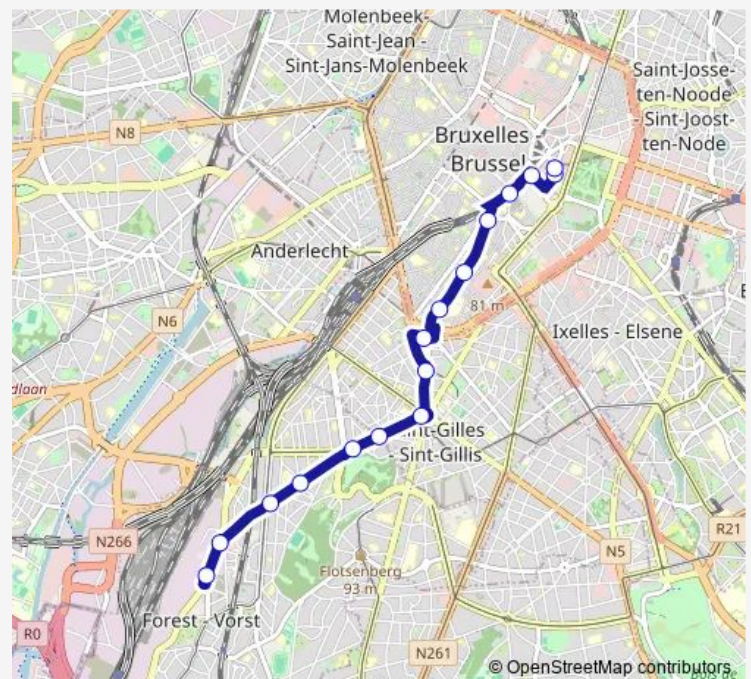 Molenbeek-
Saint-Jean -
Sint-Jans-Molenbeek
Saint-Josse-
ten-Noode
- Sint-Joost-
ten-Node
N8
Bruxelles
Brussel
Anderlecht
81 m
N6
Ixelles - Elsene
dlaan
int-Gilles
- Sint-Gillis
N266
R21
N5
Flotsenberg
93 m
Forest - Vorst
R0
N261
© OpenStreetMap contributors